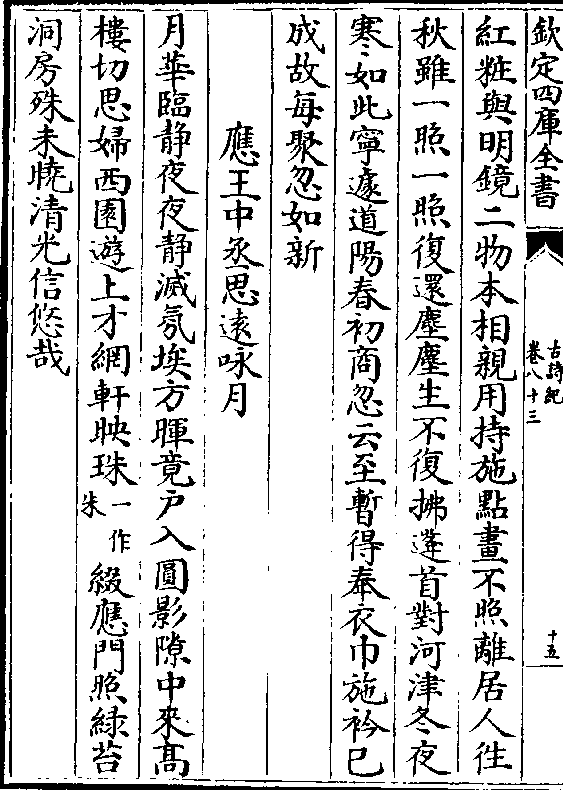 欽定四庫全書
古詩紀
卷八十三
十五
紅粧與明鏡二物本相親用持施點畫不照離居人往
秋雖一照一照復還塵塵生不復拂蓬首對河津冬夜
寒如此寧遽道陽春初商忽云至暫得奉衣巾施衿已
成故每聚忽如新
應王中丞思遠咏月
月華臨静夜夜静滅氛埃方暉竟戸入圓影隙中來髙
樓切思婦西園遊上才網軒映珠一作朱綴應門照緑苔
洞房殊未曉清光信悠哉